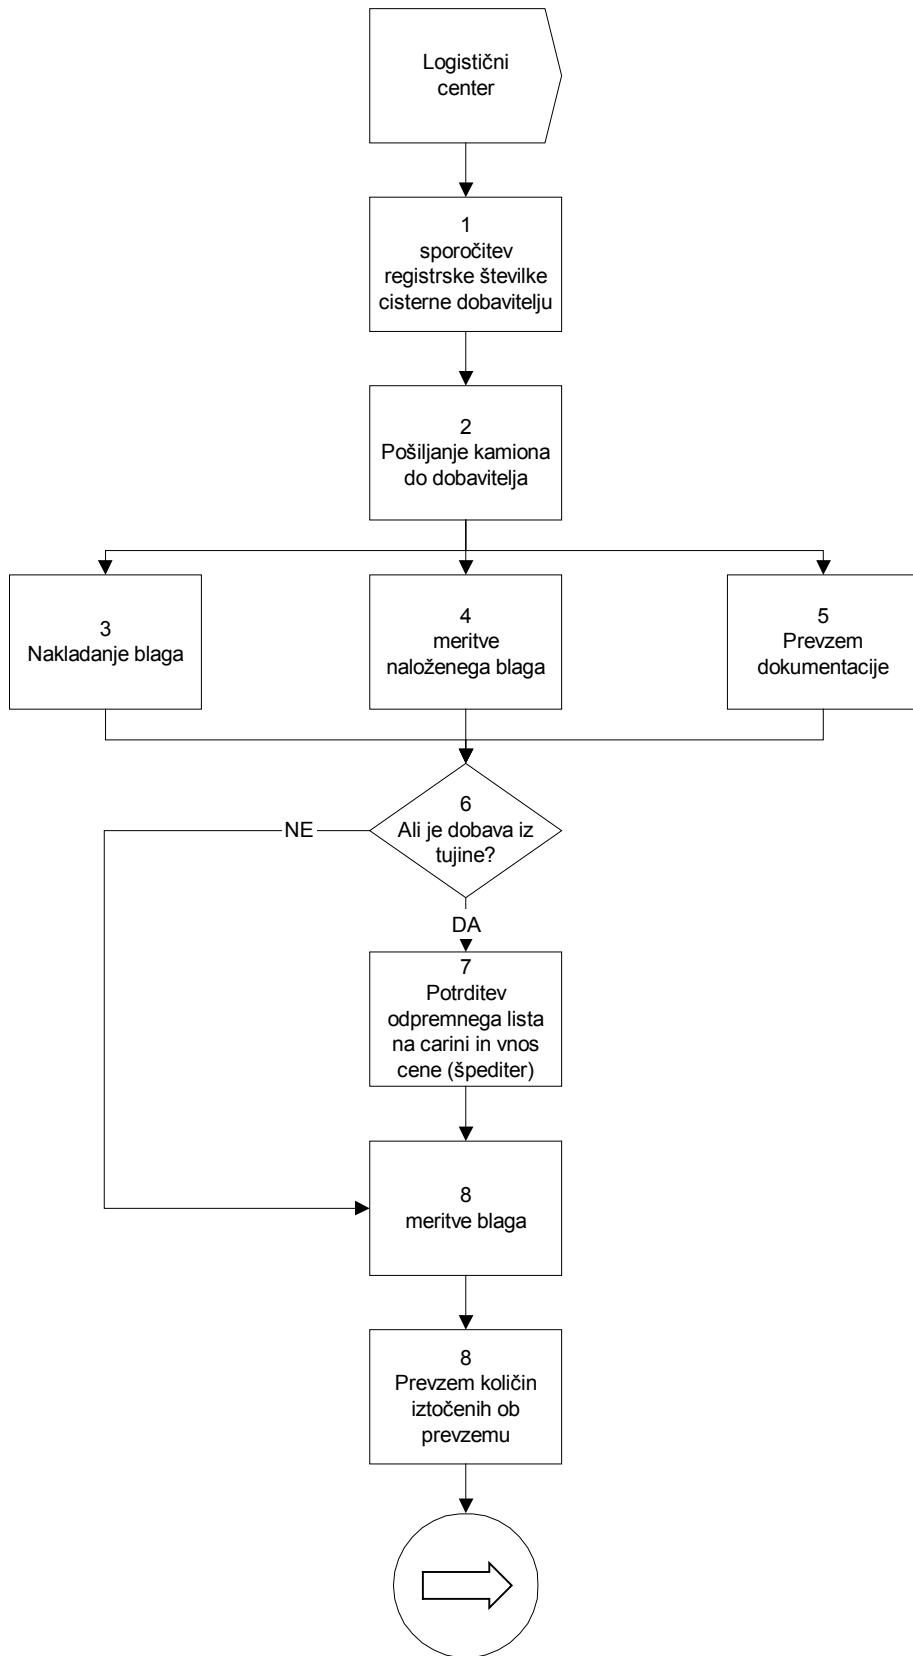 Logistični
center
1
sporočitev
registrske številke
cisterne dobavitelju
2
Pošiljanje kamiona
do dobavitelja
3
Nakladanje blaga
4
meritve
naloženega blaga
5
Prevzem
dokumentacije
6
Ali je dobava iz
tujine?
NE
DA
7
Potrditev
odpremnega lista
na carini in vnos
cene (špediter)
8
meritve blaga
8
Prevzem količin
iztočenih ob
prevzemu